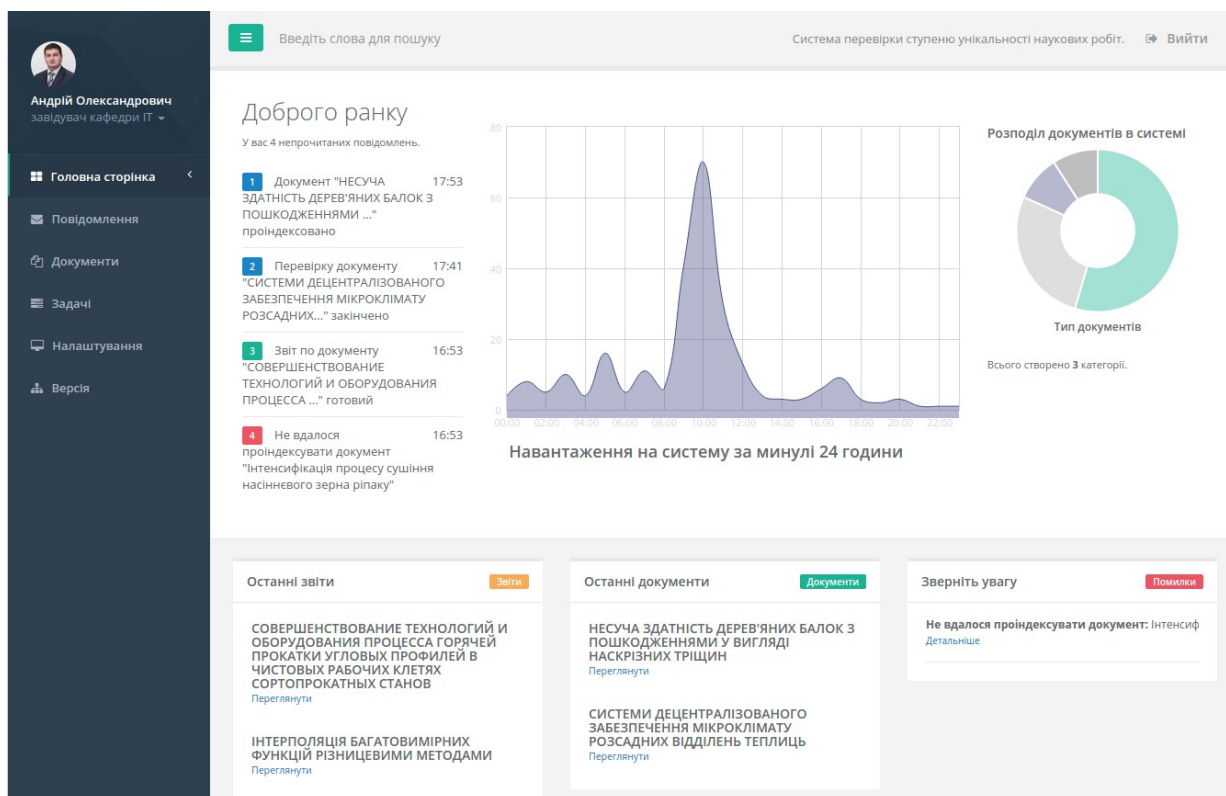 Андрій Олександрович
завідувач кафедри ІТ
Головна сторінка
Повідомлення
Документи
Задачі
Налаштування
Версія
Введіть слова для пошуку
Система перевірки ступеню унікальності наукових робіт.
Вийти
Доброго ранку
У вас 4 непрочитаних повідомлень.
1 Документ "НЕСУЧА 17:53
ЗДАТНІСТЬ ДЕРЕВ'ЯНИХ БАЛОК З
ПОШКОДЖЕННЯМИ ..."
проіндексовано
2 Перевірку документу 17:41
"СИСТЕМИ ДЕЦЕНТРАЛІЗОВАНОГО
ЗАБЕЗПЕЧЕННЯ МІКРОКЛІМАТУ
РОЗСАДНИХ..." закінчено
3 Звіт по документу 16:53
"СОВЕРШЕНСТВОВАНИЕ
ТЕХНОЛОГИЙ И ОБОРУДОВАНИЯ
ПРОЦЕССА ..." готовий
4 Не вдалося 16:53
проіндексувати документ
"Інтенсифікація процесу сушіння
насіннєвого зерна ріпаку"
80
60
40
20
0
00:00 02:00 04:00 06:00 08:00 10:00 12:00 14:00 16:00 18:00 20:00 22:00
Навантаження на систему за минулі 24 години
Розподіл документів в системі
Тип документів
Всього створено 3 категорії.
Останні звіти
Звіти
СОВЕРШЕНСТВОВАНИЕ ТЕХНОЛОГИЙ И
ОБОРУДОВАНИЯ ПРОЦЕССА ГОРЯЧЕЙ
ПРОКАТКИ УГЛОВЫХ ПРОФИЛЕЙ В
ЧИСТОВЫХ РАБОЧИХ КЛЕТЯХ
СОРТОПРОКАТНЫХ СТАНОВ
Переглянути
ІНТЕРПОЛЯЦІЯ БАГАТОВИМІРНИХ
ФУНКЦІЙ РІЗНИЦЕВИМИ МЕТОДАМИ
Переглянути
Останні документи
Документи
НЕСУЧА ЗДАТНІСТЬ ДЕРЕВ'ЯНИХ БАЛОК З
ПОШКОДЖЕННЯМИ У ВИГЛЯДІ
НАСКРІЗНИХ ТРІЩИН
Переглянути
СИСТЕМИ ДЕЦЕНТРАЛІЗОВАНОГО
ЗАБЕЗПЕЧЕННЯ МІКРОКЛІМАТУ
РОЗСАДНИХ ВІДДІЛЕНЬ ТЕПЛИЦЬ
Переглянути
Зверніть увагу
Помилки
Не вдалося проіндексувати документ: Інтенсиф
Детальніше